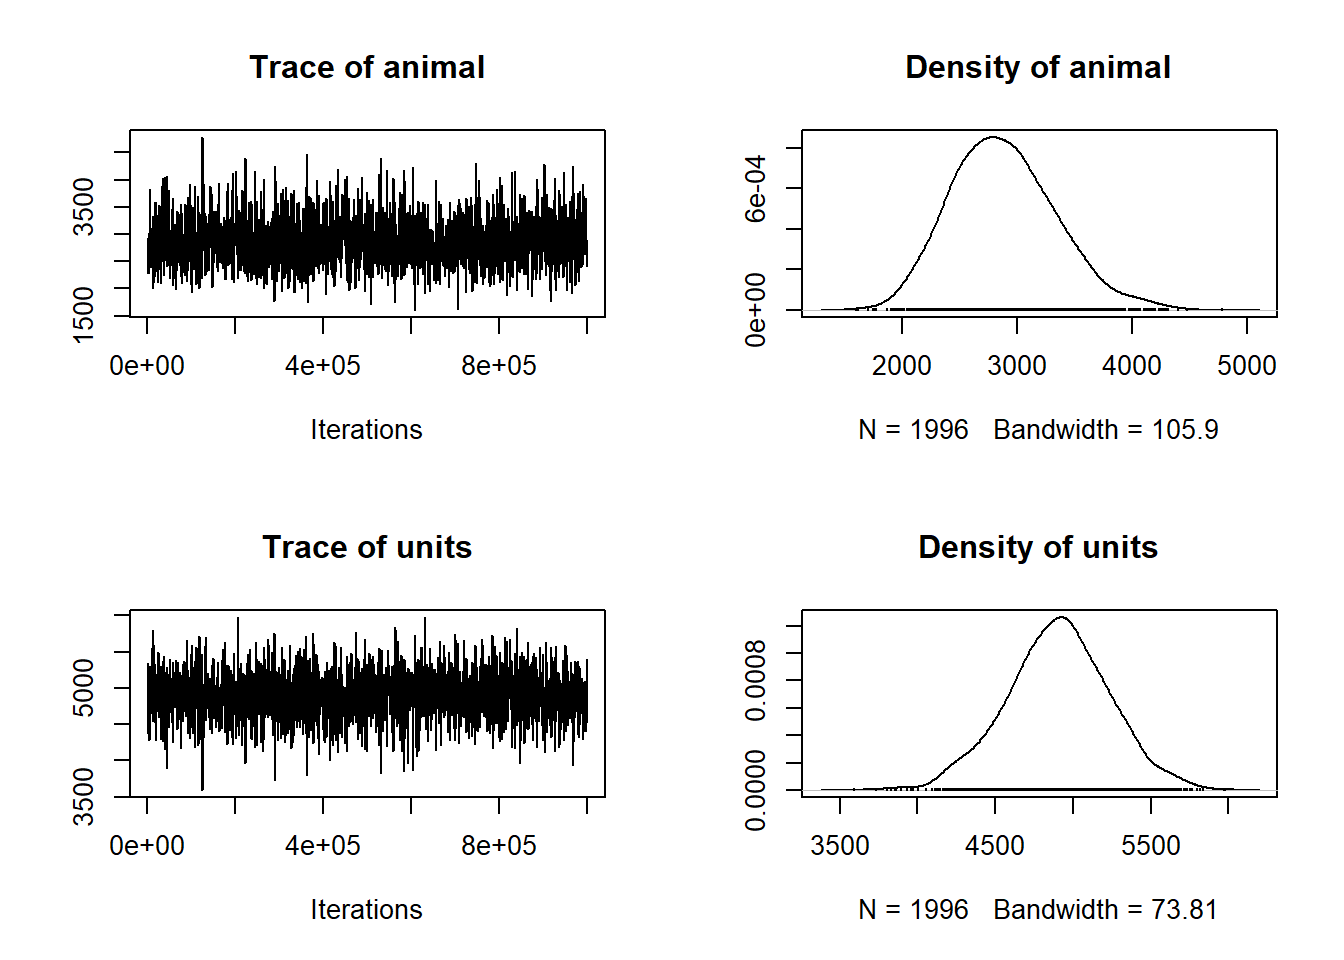 Trace of animal
3500
1500
0e+00 4e+05 8e+05
Iterations
Density of animal
6e-04
0e+00
2000 3000 4000 5000
N = 1996 Bandwidth = 105.9
Trace of units
5000
3500
0e+00 4e+05 8e+05
Iterations
Density of units
0.0008
0.0000
3500 4500 5500
N = 1996 Bandwidth = 73.81